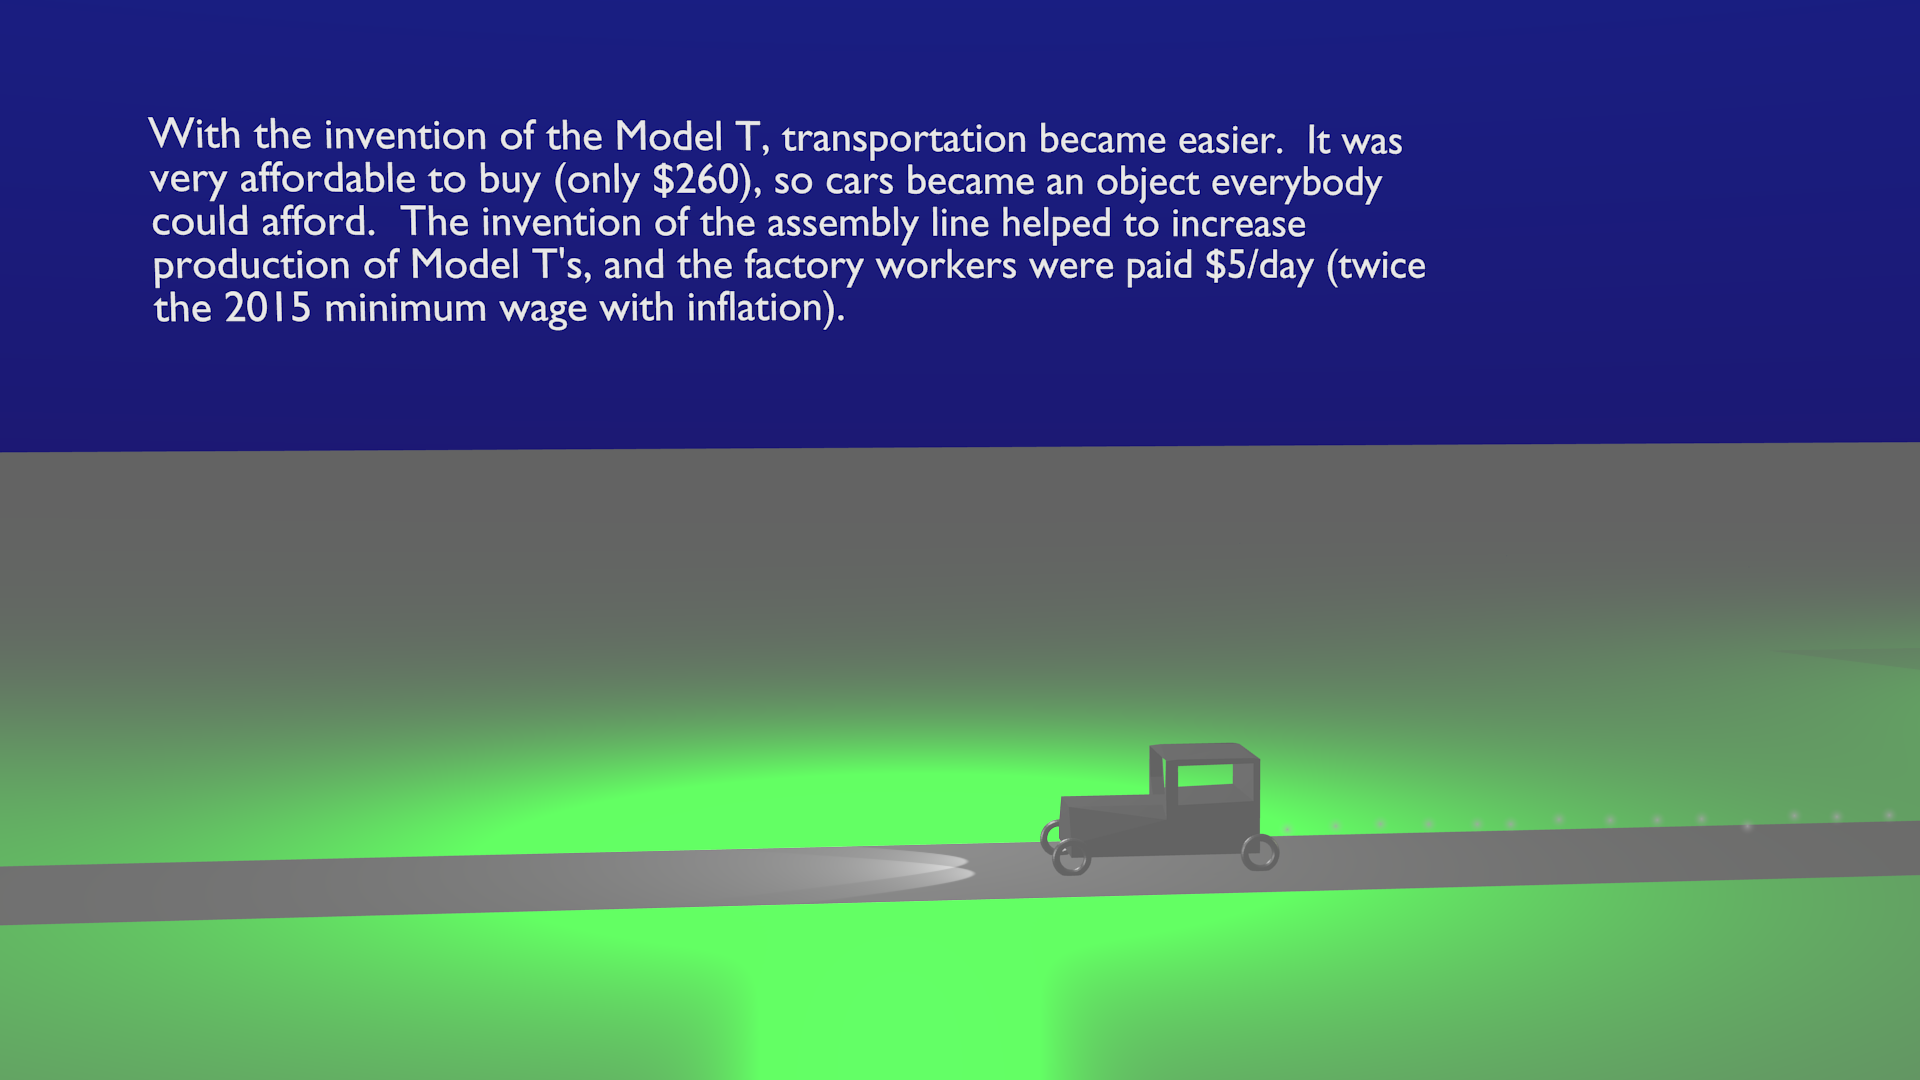 With the invention of the Model T, transportation became easier.  It was
very affordable to buy (only $260), so cars became an object everybody
could afford.  The invention of the assembly line helped to increase
production of Model T's, and the factory workers were paid $5/day (twice
the 2015 minimum wage with inflation).